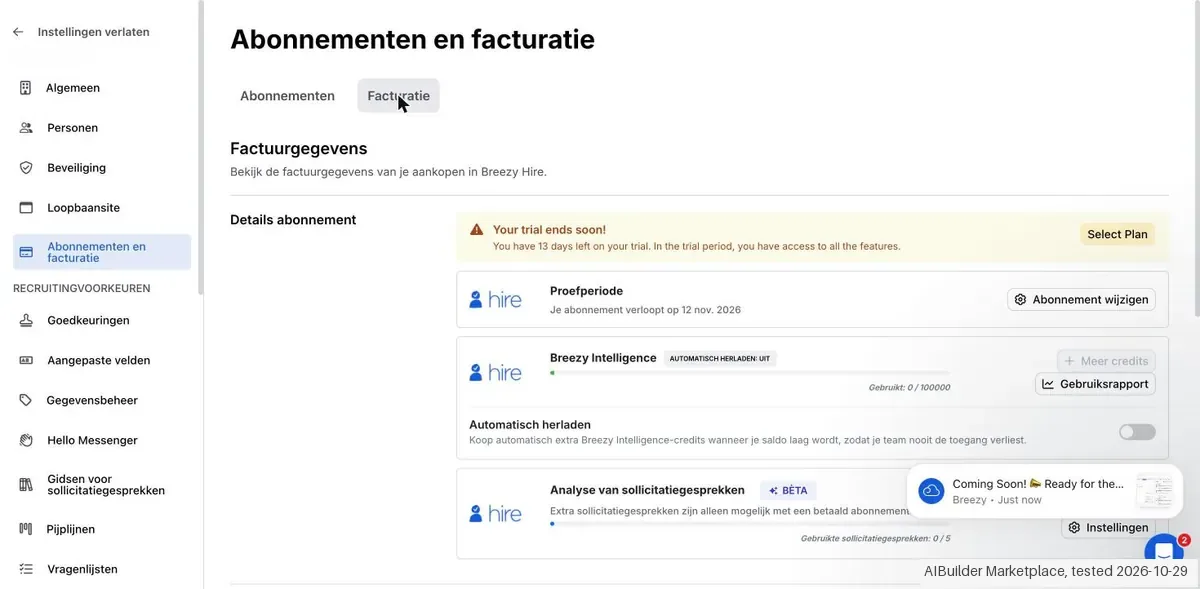 Instellingen verlaten
Algemeen
Personen
Beveiliging
Loopbaansite
Abonnementen en
facturatie
RECRUITINGVOORKEUREN
Goedkeuringen
Aangepaste velden
Gegevensbeheer
Hello Messenger
Gidsen voor
sollicitatiegesprekken
Pijplijnen
Vragenlijsten
Abonnementen en facturatie
Abonnementen
Facturatie
Factuurgegevens
Bekijk de factuurgegevens van je aankopen in Breezy Hire.
Details abonnement
Your trial ends soon!
You have 13 days left on your trial. In the trial period, you have access to all the features.
Select Plan
hire
Proefperiode
Je abonnement verloopt op 12 nov. 2026
Abonnement wijzigen
hire
Breezy Intelligence
AUTOMATISCH HERLADEN: UIT
Gebruikt: 0 / 100000
+ Meer credits
Gebruiksrapport
Automatisch herladen
Koop automatisch extra Breezy Intelligence-credits wanneer je saldo laag wordt, zodat je team nooit de toegang verliest.
hire
Analyse van sollicitatiegesprekken
BÈTA
Extra sollicitatiegesprekken zijn alleen mogelijk met een betaald abonnement
Gebruikte sollicitatiegesprekken: 0 / 5
Instellingen
Coming Soon! 📣 Ready for the...
Breezy • Just now
2
AIBuilder Marketplace, tested 2026-10-29